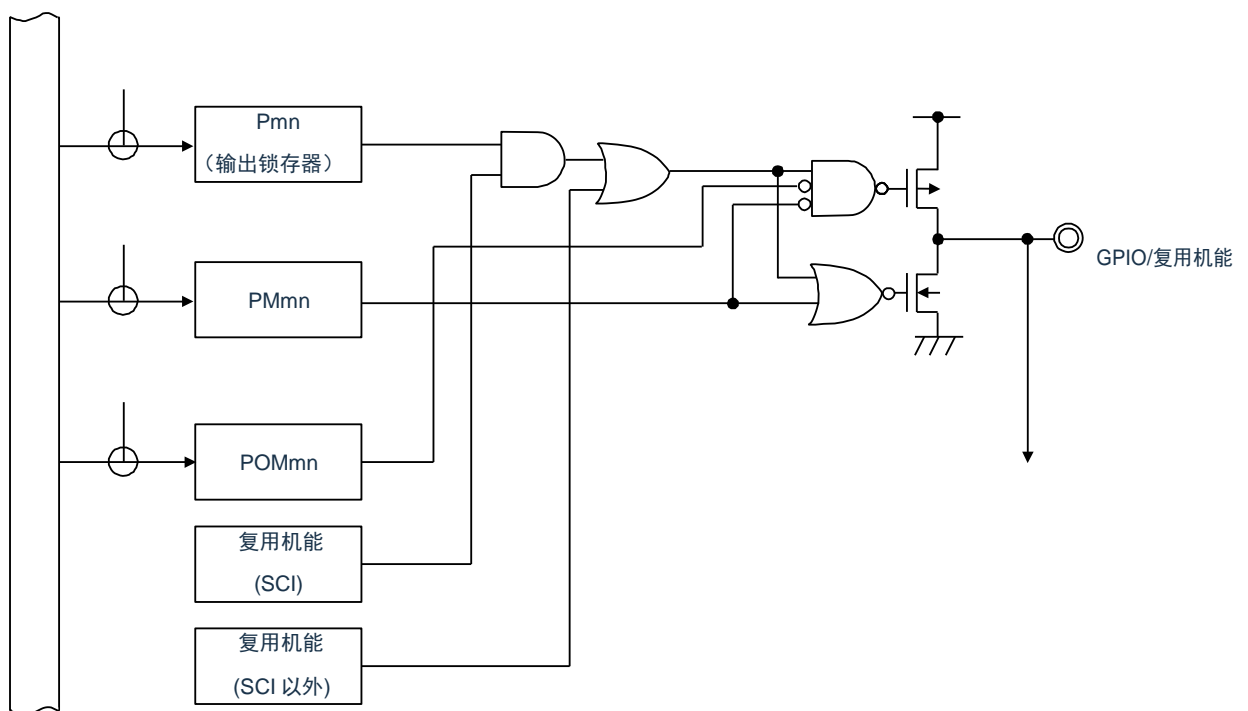 Pmn
（输出锁存器）
PMmn
GPIO/复用机能
POMmn
复用机能
(SCI)
复用机能
(SCI 以外)